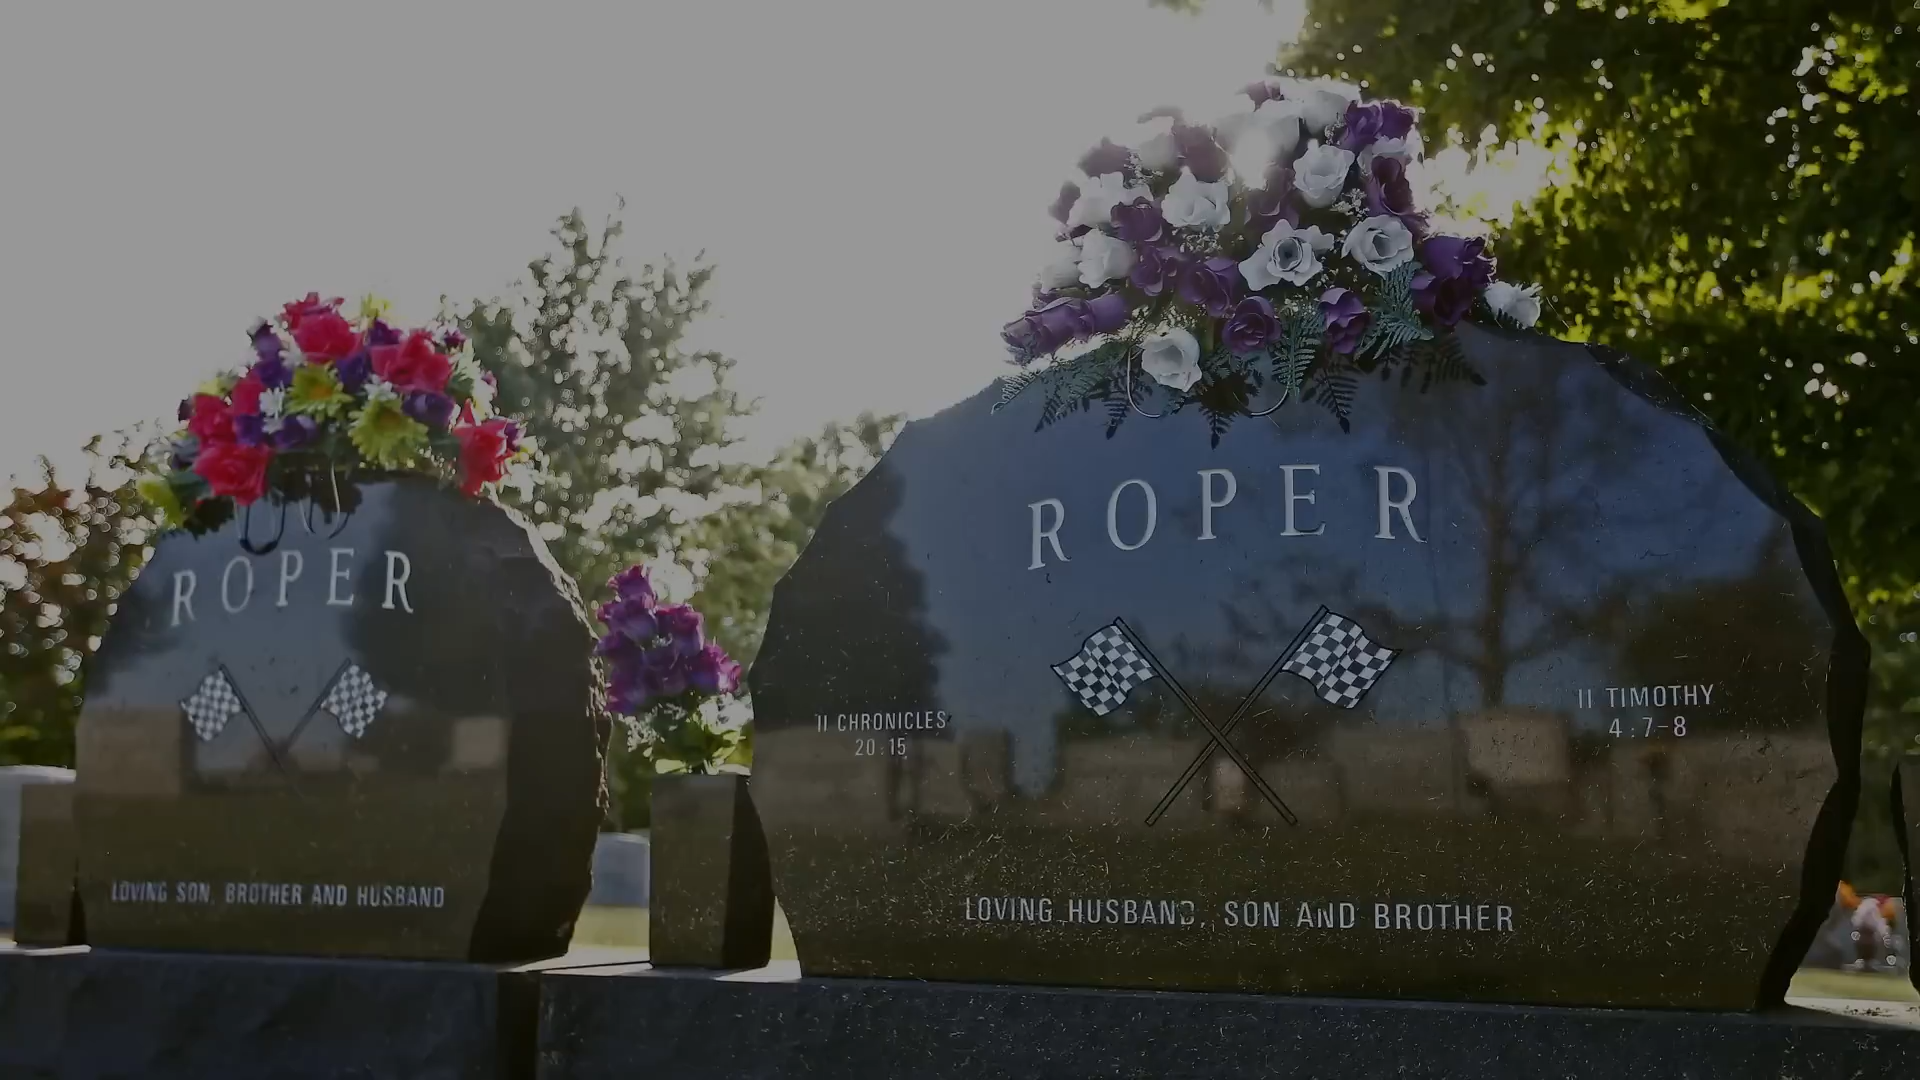 ROPER
LOVING SON, BROTHER AND HUSBAND
ROPER
II CHRONICLES
20:15
II TIMOTHY
4:7-8
LOVING HUSBAND, SON AND BROTHER